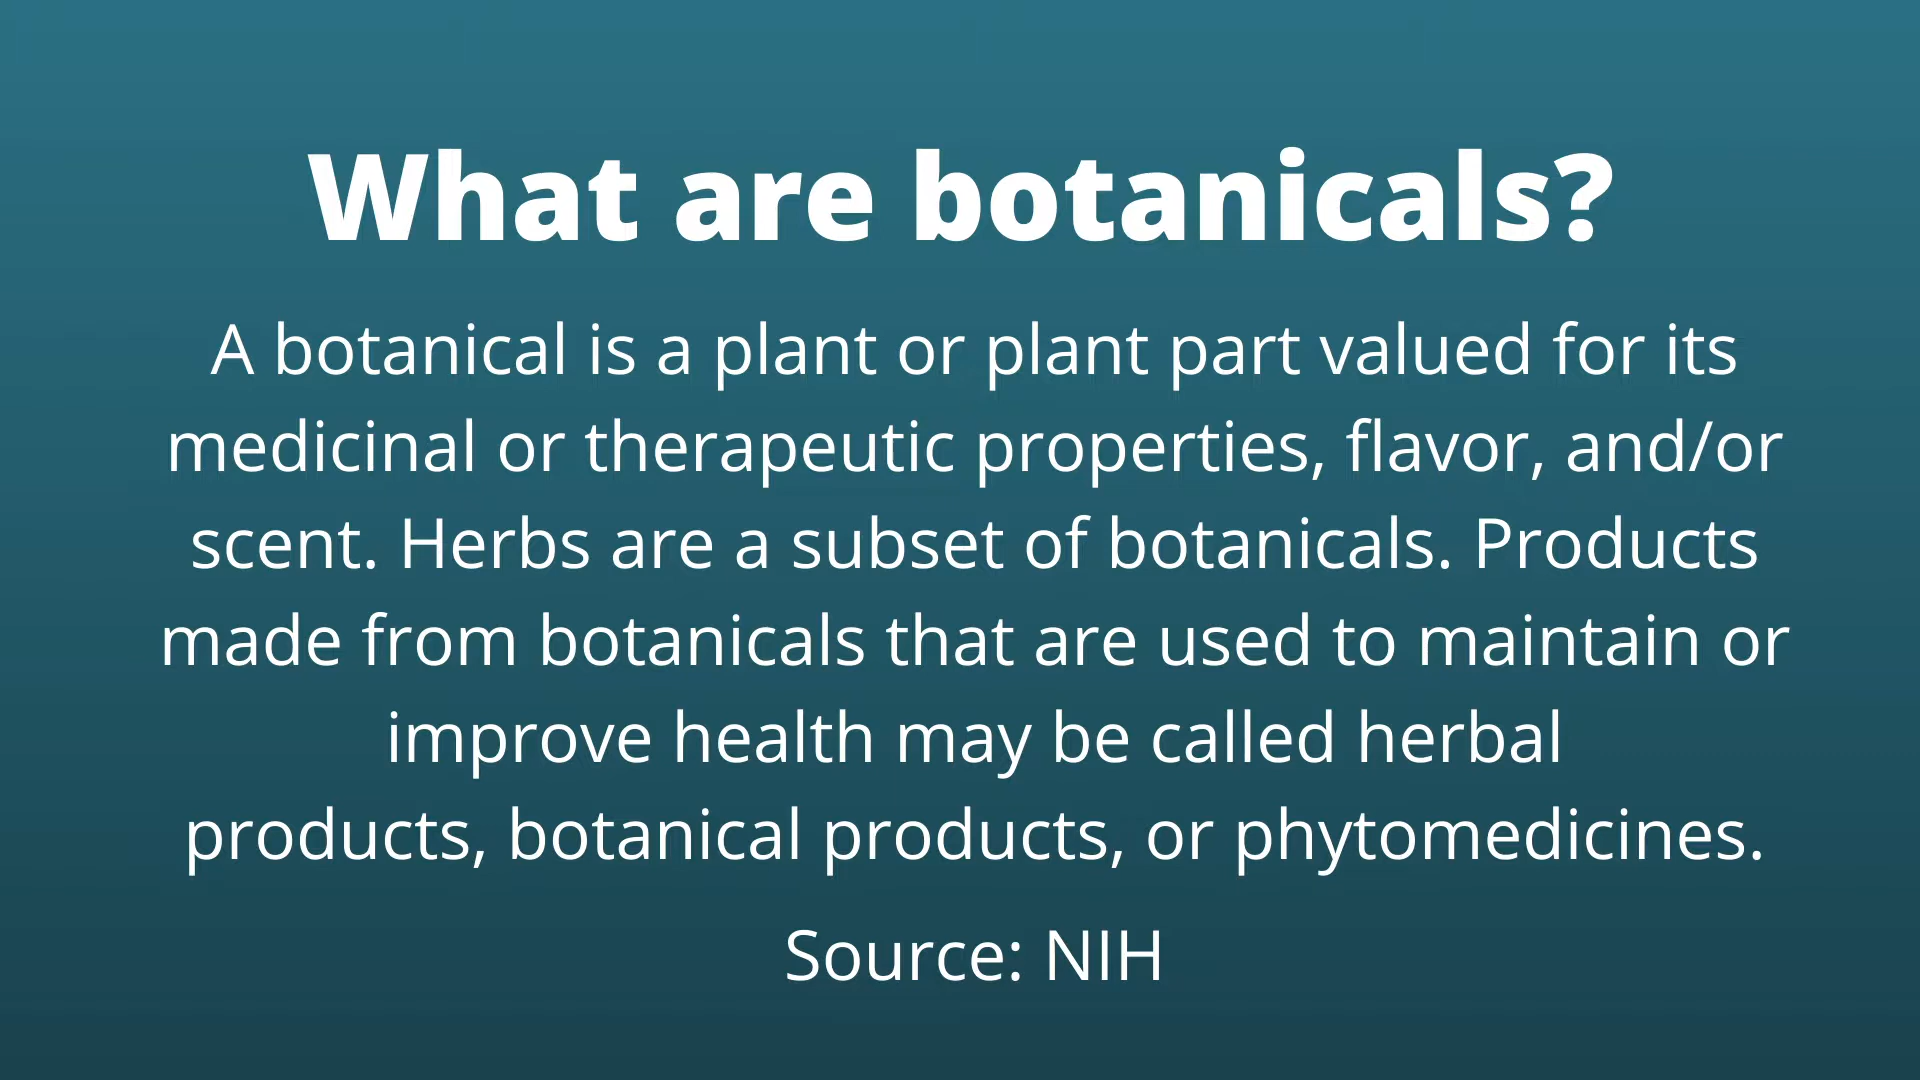 What are botanicals?
A botanical is a plant or plant part valued for its
medicinal or therapeutic properties, flavor, and/or
scent. Herbs are a subset of botanicals. Products
made from botanicals that are used to maintain or
improve health may be called herbal
products, botanical products, or phytomedicines.
Source: NIH